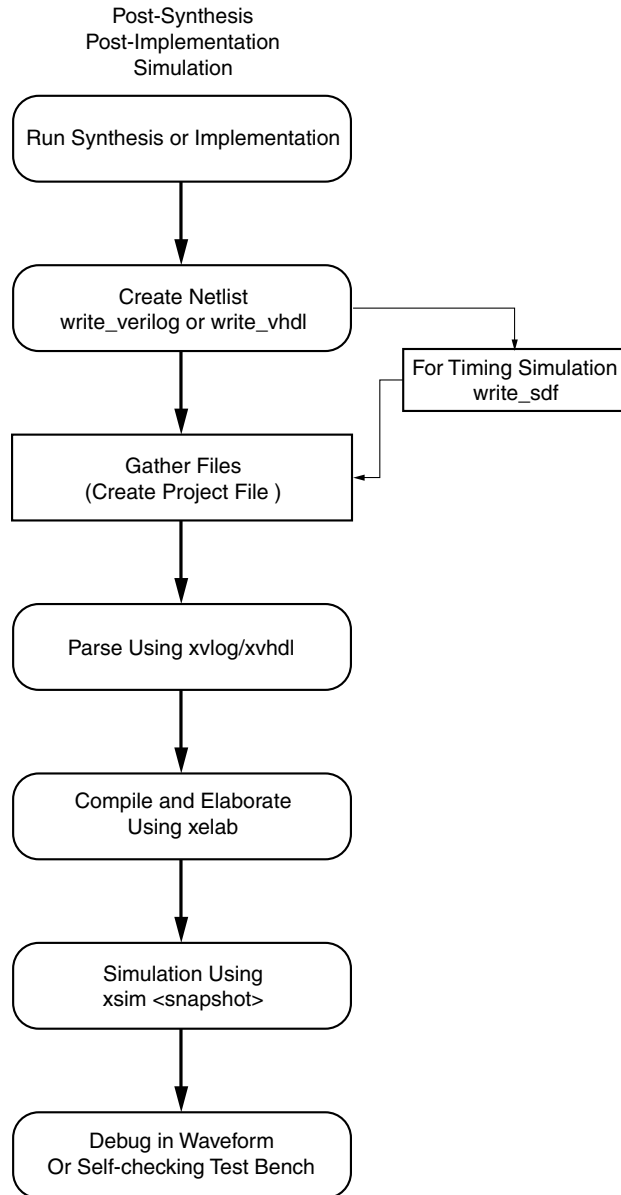 Post-Synthesis
Post-Implementation
Simulation
Run Synthesis or Implementation
Create Netlist
write_verilog or write_vhdl
For Timing Simulation
write_sdf
Gather Files
(Create Project File )
Parse Using xvlog/xvhdl
Compile and Elaborate
Using xelab
Simulation Using
xsim <snapshot>
Debug in Waveform
Or Self-checking Test Bench